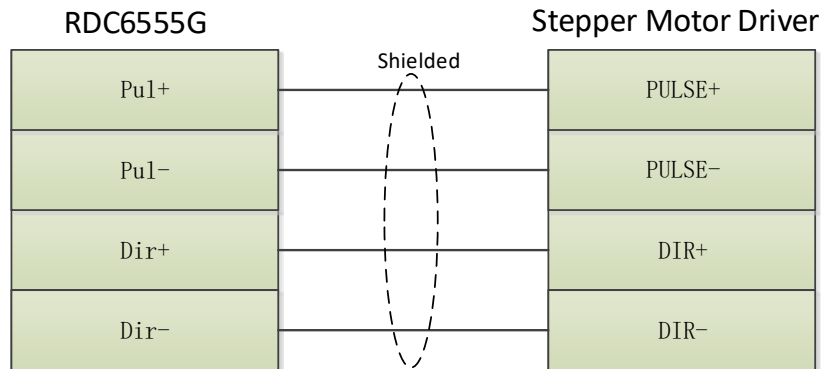 RDC6555G
Stepper Motor Driver
Shielded
Pul+
PULSE+
Pul-
PULSE-
Dir+
DIR+
Dir-
DIR-